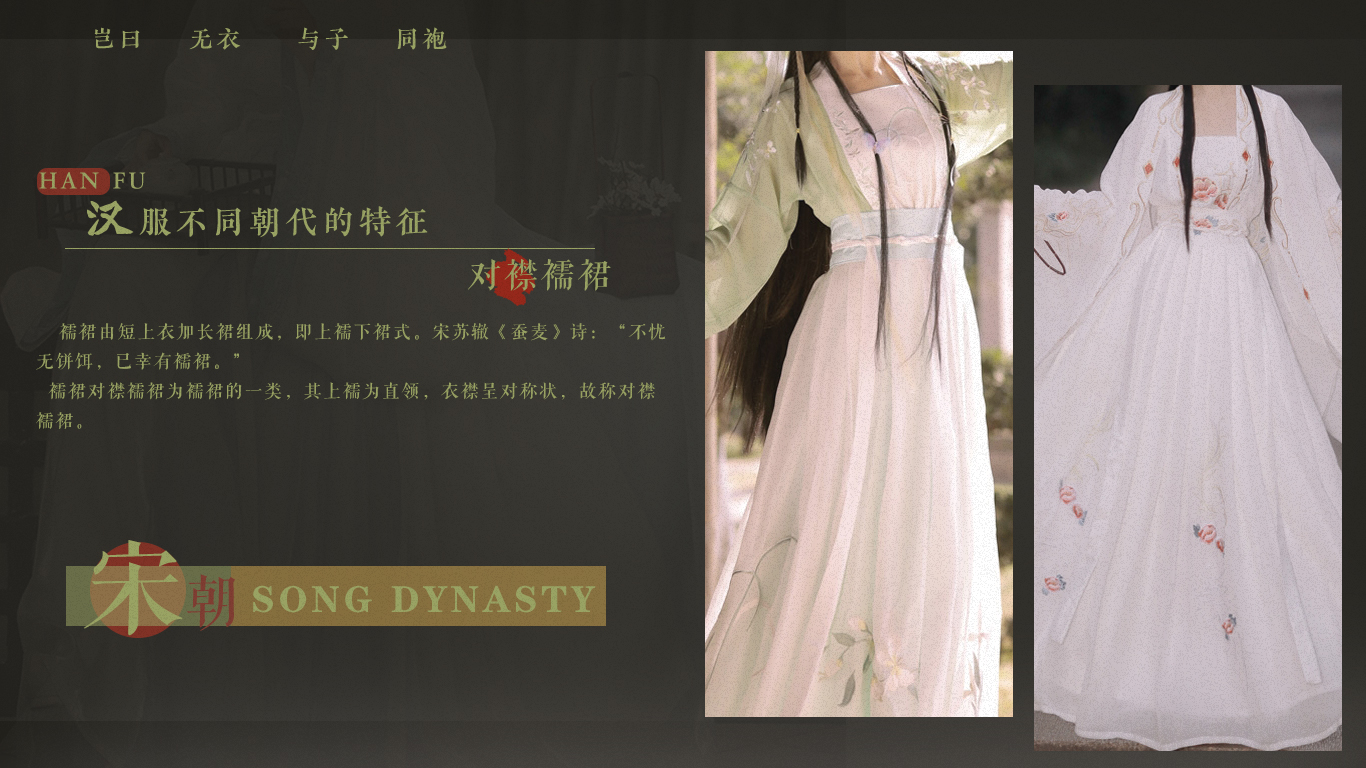 岂曰 无衣 与子 同袍
HAN FU
汉服不同朝代的特征
对襟襦裙
襦裙由短上衣加长裙组成，即上襦下裙式。宋苏辙《蚕麦》诗：“不忧
无饼饵，已幸有襦裙。”
襦裙对襟襦裙为襦裙的一类，其上襦为直领，衣襟呈对称状，故称对襟
襦裙。
宋朝 SONG DYNASTY